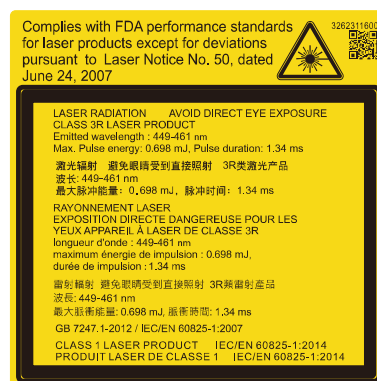 Complies with FDA performance standards
for laser products except for deviations
pursuant to Laser Notice No. 50, dated
June 24, 2007
3262311600
LASER RADIATION AVOID DIRECT EYE EXPOSURE
CLASS 3R LASER PRODUCT
Emitted wavelength : 449-461 nm
Max. Pulse energy: 0.698 mJ, Pulse duration: 1.34 ms
激光辐射 避免眼睛受到直接照射 3R类激光产品
波长: 449-461 nm
最大脉冲能量: 0.698 mJ, 脉冲时间: 1.34 ms
RAYONNEMENT LASER
EXPOSITION DIRECTE DANGEREUSE POUR LES
YEUX APPAREIL À LASER DE CLASSE 3R
longueur d'onde : 449-461 nm
maximum énergie de impulsion : 0.698 mJ,
durée de impulsion : 1.34 ms
雷射輻射 避免眼睛受到直接照射 3R類雷射產品
波長: 449-461 nm
最大脈衝能量: 0.698 mJ, 脈衝時間: 1.34 ms
GB 7247.1-2012 / IEC/EN 60825-1:2007
CLASS 1 LASER PRODUCT IEC/EN 60825-1:2014
PRODUIT LASER DE CLASSE 1 IEC/EN 60825-1:2014